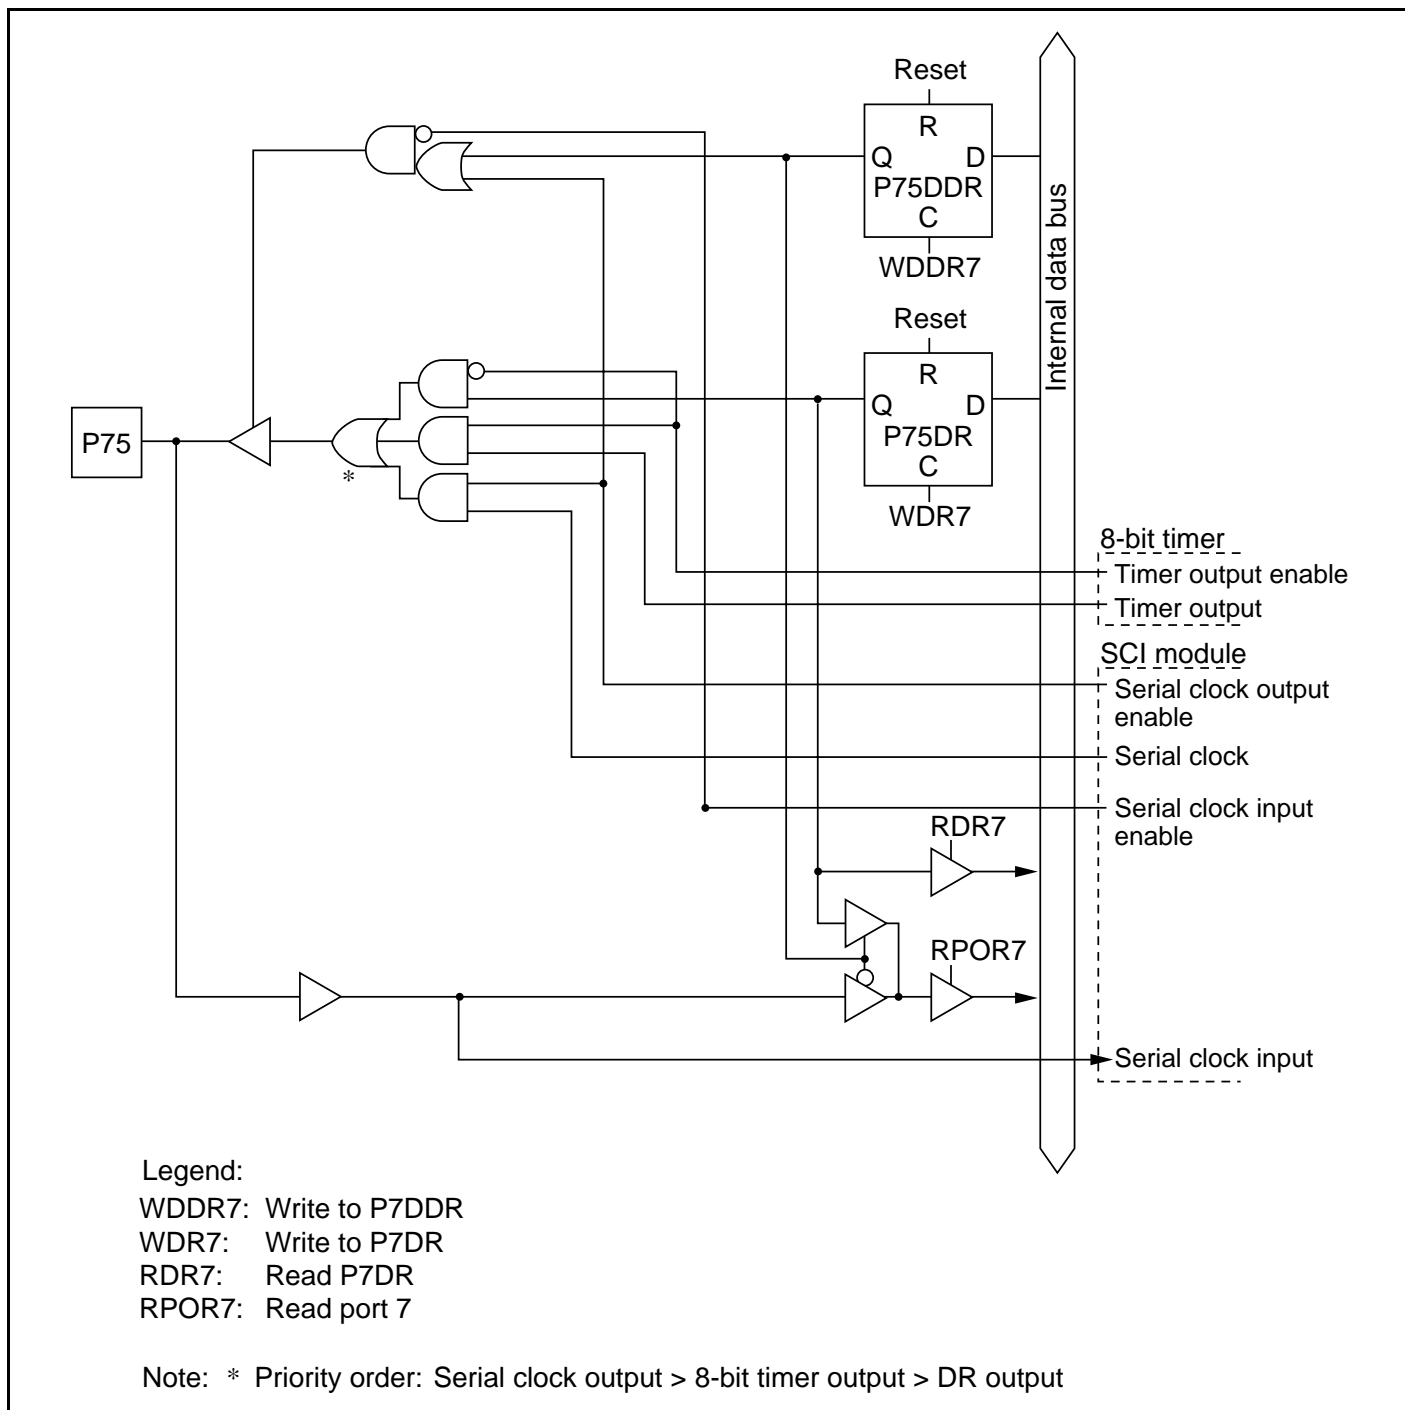 Reset
R
Q D
P75DDR
C
WDDR7
Internal data bus
Reset
R
Q D
P75DR
C
WDR7
P75
*
8-bit timer
Timer output enable
Timer output
SCI module
Serial clock output
enable
Serial clock
Serial clock input
enable
RDR7
RPOR7
Serial clock input
Legend:
WDDR7: Write to P7DDR
WDR7: Write to P7DR
RDR7: Read P7DR
RPOR7: Read port 7
Note: * Priority order: Serial clock output > 8-bit timer output > DR output